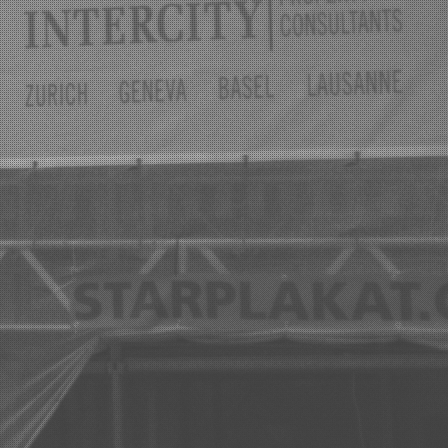 INTERCITY
CONSULTANTS
ZURICH GENEVA BASEL LAUSANNE
STARPLAKAT.